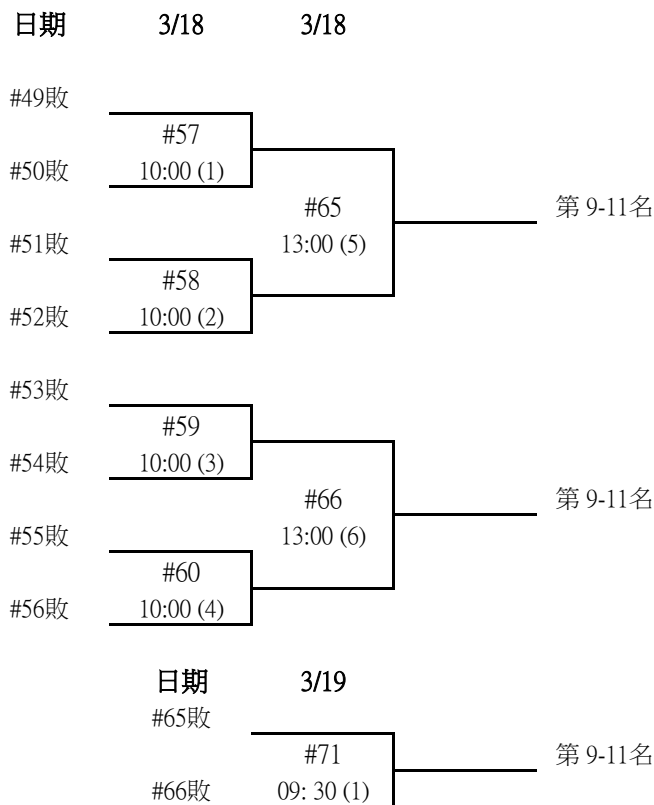 日期 3/18 3/18
#49敗
#57
#50敗 10:00 (1)
#65 第 9-11名
#51敗 13:00 (5)
#58
#52敗 10:00 (2)
#53敗
#59
#54敗 10:00 (3)
#66 第 9-11名
#55敗 13:00 (6)
#60
#56敗 10:00 (4)
日期 3/19
#65敗
#71 第 9-11名
#66敗 09: 30 (1)